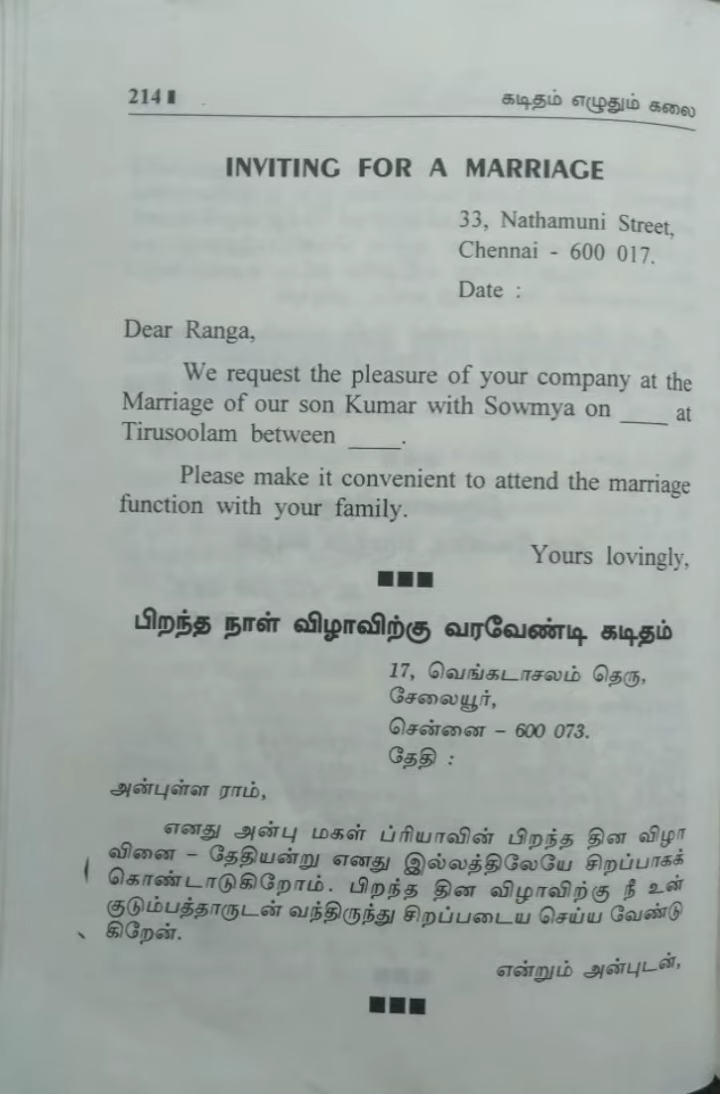 214
கடிதம் எழுதும் கலை
INVITING FOR A MARRIAGE
33, Nathamuni Street,
Chennai - 600 017.
Date :
Dear Ranga,
We request the pleasure of your company at the
Marriage of our son Kumar with Sowmya on ____ at
Tirusoolam between ____.
Please make it convenient to attend the marriage
function with your family.
Yours lovingly,
■■■
பிறந்த நாள் விழாவிற்கு வரவேண்டி கடிதம்
17, வெங்கடாசலம் தெரு,
சேலையூர்,
சென்னை – 600 073.
தேதி :
அன்புள்ள ராம்,
எனது அன்பு மகள் ப்ரியாவின் பிறந்த தின விழா
வினை – தேதியன்று எனது இல்லத்திலேயே சிறப்பாகக்
கொண்டாடுகிறோம். பிறந்த தின விழாவிற்கு நீ உன்
குடும்பத்தாருடன் வந்திருந்து சிறப்படைய செய்ய வேண்டு
கிறேன்.
என்றும் அன்புடன்,
■■■